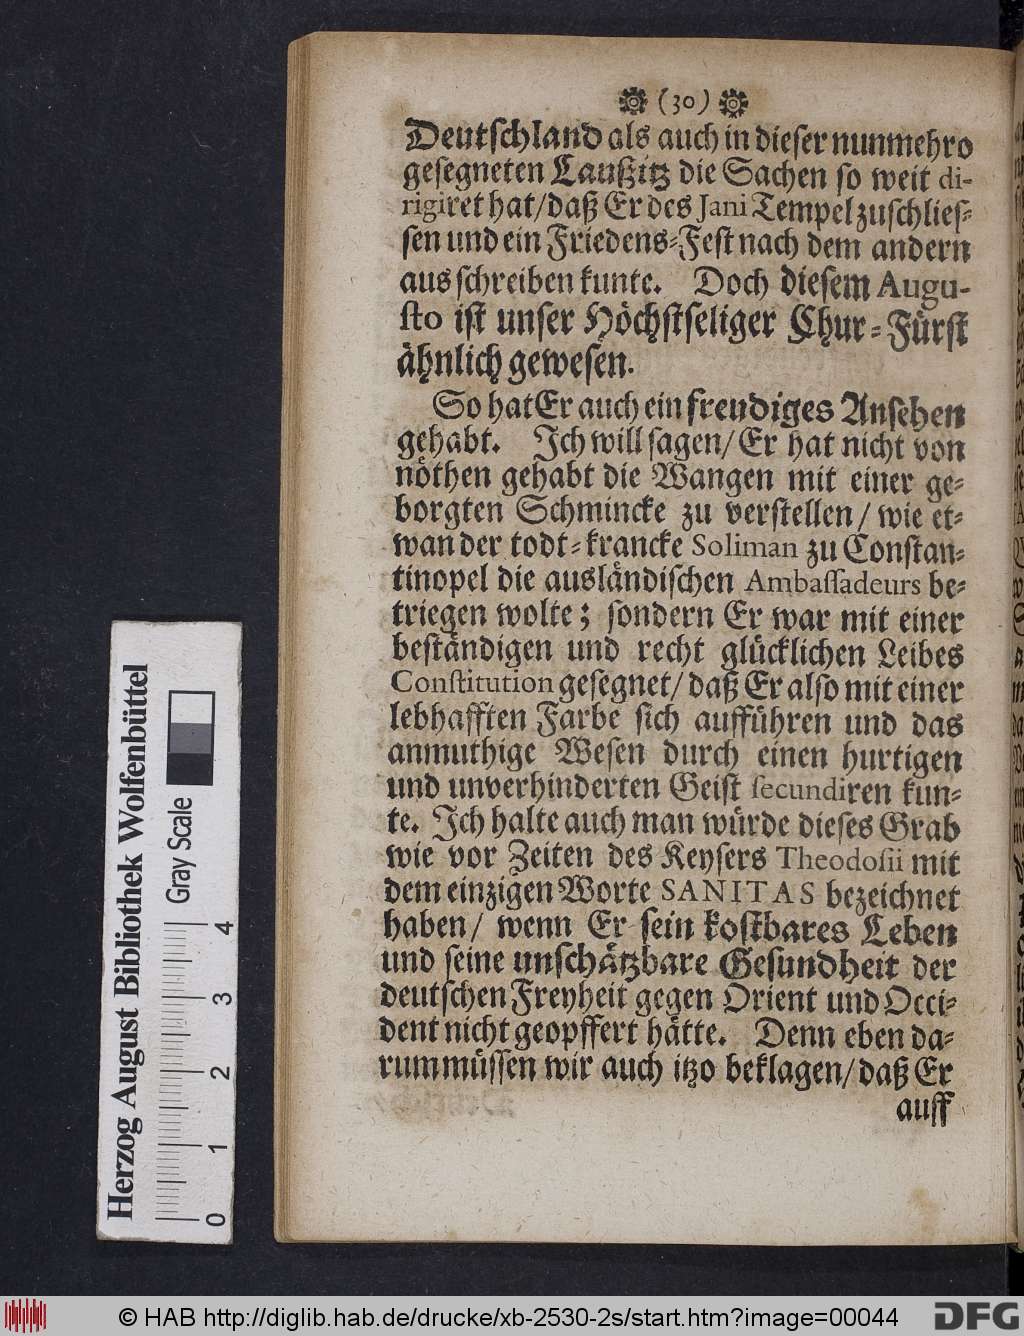 (30)
Deutschland als auch in dieser nunmehro
gesegneten Laußitz die Sachen so weit di-
rigiret hat/daß Er des Jani Tempel zuschlies-
sen und ein Friedens-Fest nach dem andern
aus schreiben kunte. Doch diesem Augu-
sto ist unser Höchstseliger Chur-Fürst
ähnlich gewesen.
So hat Er auch ein freudiges Ansehen
gehabt. Ich will sagen/Er hat nicht von
nöthen gehabt die Wangen mit einer ge-
borgten Schmincke zu verstellen/wie et-
wan der todt-krancke Soliman zu Constan-
tinopel die ausländischen Ambassadeurs be-
triegen wolte; sondern Er war mit einer
beständigen und recht glücklichen Leibes
Constitution gesegnet/daß Er also mit einer
lebhafften Farbe sich aufführen und das
anmuthige Wesen durch einen hurtigen
und unverhinderten Geist secundiren kun-
te. Ich halte auch man würde dieses Grab
wie vor Zeiten des Keysers Theodosii mit
dem einzigen Worte SANITAS bezeichnet
haben/ wenn Er sein kostbares Leben
und seine unschätzbare Gesundheit der
deutschen Freyheit gegen Orient und Occi-
dent nicht geopffert hätte. Denn eben da-
rum müssen wir auch itzo beklagen/daß Er
auff
Herzog August Bibliothek Wolfenbüttel
Gray Scale
0 1 2 3 4
© HAB http://diglib.hab.de/drucke/xb-2530-2s/start.htm?image=00044
DFG